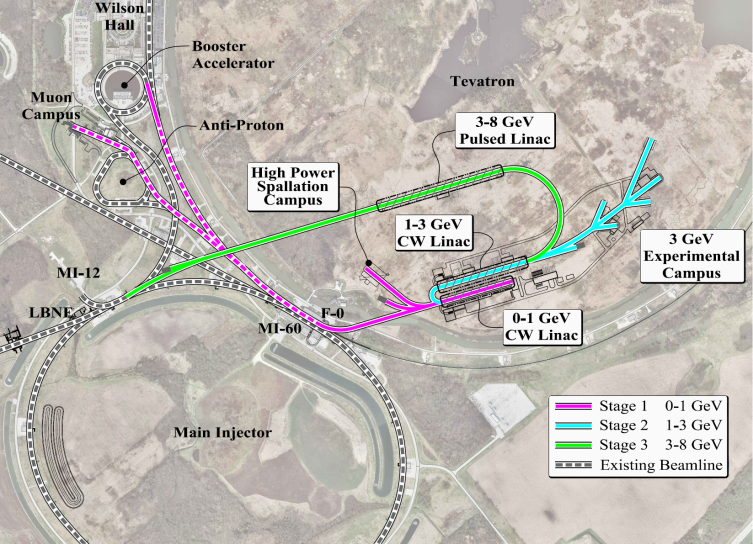 Wilson
Hall
Booster
Accelerator
Muon
Campus
Anti-Proton
Tevatron
3-8 GeV
Pulsed Linac
High Power
Spallation
Campus
1-3 GeV
CW Linac
3 GeV
Experimental
Campus
MI-12
LBNE
F-0
MI-60
0-1 GeV
CW Linac
Main Injector
Stage 1 0-1 GeV
Stage 2 1-3 GeV
Stage 3 3-8 GeV
Existing Beamline